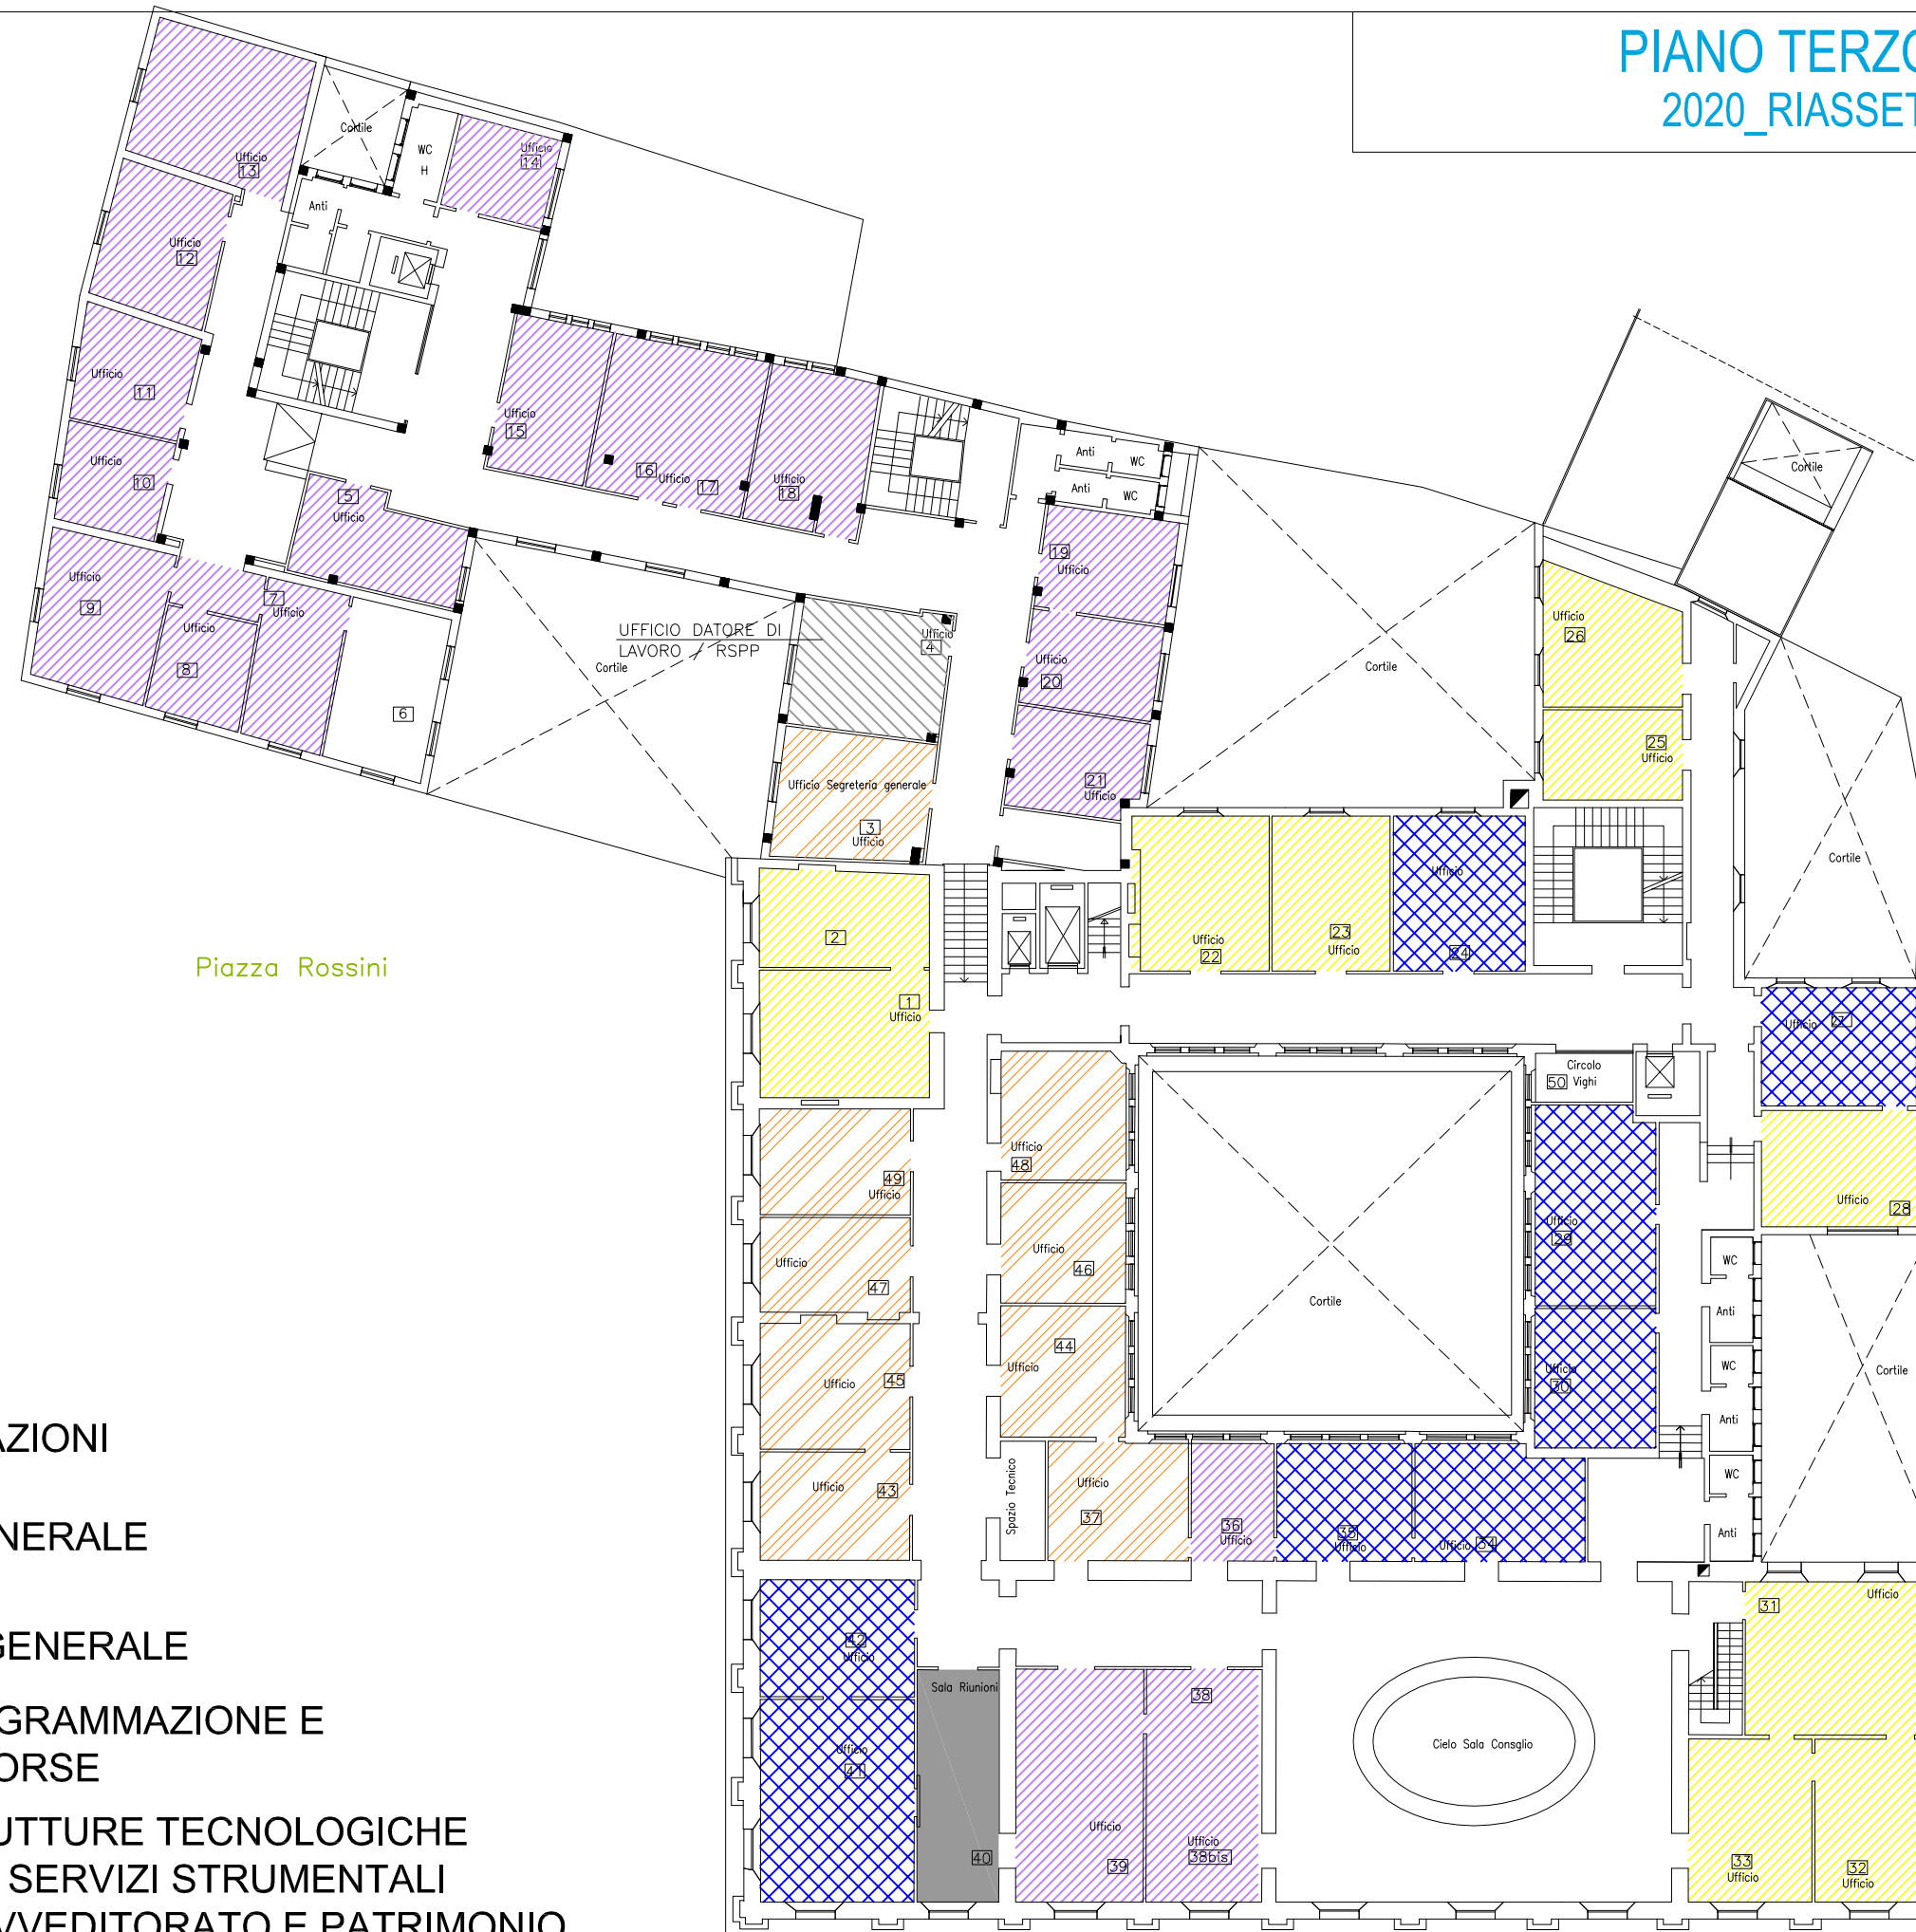 PIANO TERZO
2020_RIASSET
Ufficio
13
Cortile
WC
H
Ufficio
14
Anti
Ufficio
12
Ufficio
11
Ufficio
10
Ufficio
15
16
Ufficio
17
Ufficio
18
5
Ufficio
Anti
WC
Anti
WC
Cortile
19
Ufficio
Ufficio
9
7
Ufficio
Ufficio
8
6
UFFICIO DATORE DI
LAVORO / RSPP
Cortile
Ufficio
4
Ufficio
20
Cortile
Ufficio
26
25
Ufficio
21
Ufficio
Ufficio Segreteria generale
3
Ufficio
Cortile
Ufficio
24
2
Ufficio
22
23
Ufficio
Piazza Rossini
1
Ufficio
Ufficio
27
Circolo
50 Vighi
Ufficio
48
49
Ufficio
Ufficio
28
Ufficio
29
Ufficio
47
Ufficio
46
WC
Cortile
Anti
44
Ufficio
Ufficio
45
Ufficio
30
WC
Cortile
Anti
AZIONI
Ufficio
43
Spazio Tecnico
Ufficio
37
36
Ufficio
35
Ufficio
Ufficio
34
WC
Anti
NERALE
Ufficio
31
42
Ufficio
GENERALE
Sala Riunioni
38
GRAMMAZIONE E
ORSE
Ufficio
41
Cielo Sala Consglio
UTTURE TECNOLOGICHE
SERVIZI STRUMENTALI
VVEDITORATO E PATRIMONIO
40
Ufficio
39
Ufficio
38bis
33
Ufficio
32
Ufficio